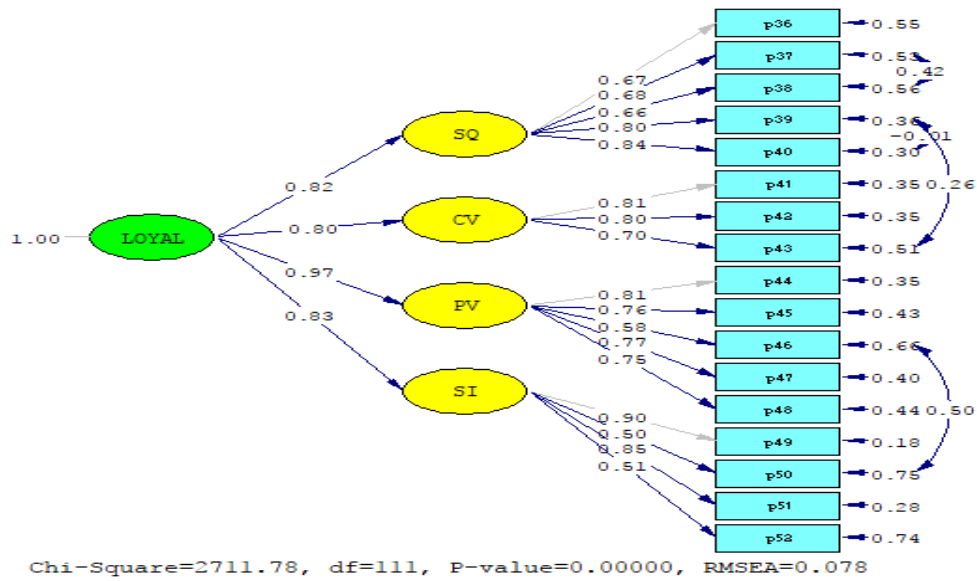 p36 0.55
p37 0.53
0.42
p38 0.56
p39 0.36
-0.01
p40 0.30
p41 0.35 0.26
p42 0.35
p43 0.51
p44 0.35
p45 0.43
p46 0.66
p47 0.40
p48 0.44 0.50
p49 0.18
p50 0.75
p51 0.28
p52 0.74
0.67
0.68
0.66
0.80
0.84
SQ
0.81
0.80
0.70
CV
0.81
0.76
0.58
0.77
0.75
PV
0.90
0.50
0.85
0.51
SI
0.82
0.80
0.97
0.83
1.00 LOYAL
Chi-Square=2711.78, df=111, P-value=0.00000, RMSEA=0.078